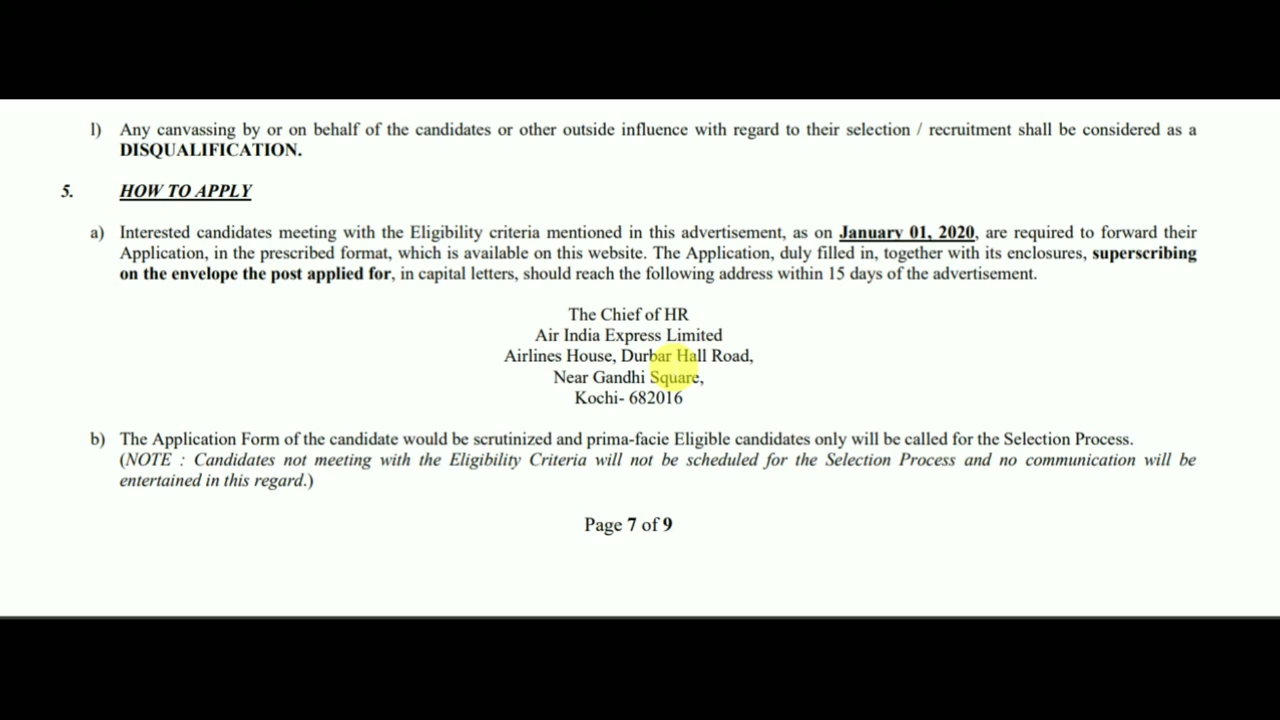 l) Any canvassing by or on behalf of the candidates or other outside influence with regard to their selection / recruitment shall be considered as a
DISQUALIFICATION.
5. HOW TO APPLY
a) Interested candidates meeting with the Eligibility criteria mentioned in this advertisement, as on January 01, 2020, are required to forward their
Application, in the prescribed format, which is available on this website. The Application, duly filled in, together with its enclosures, superscribing
on the envelope the post applied for, in capital letters, should reach the following address within 15 days of the advertisement.
The Chief of HR
Air India Express Limited
Airlines House, Durbar Hall Road,
Near Gandhi Square,
Kochi- 682016
b) The Application Form of the candidate would be scrutinized and prima-facie Eligible candidates only will be called for the Selection Process.
(NOTE : Candidates not meeting with the Eligibility Criteria will not be scheduled for the Selection Process and no communication will be
entertained in this regard.)
Page 7 of 9